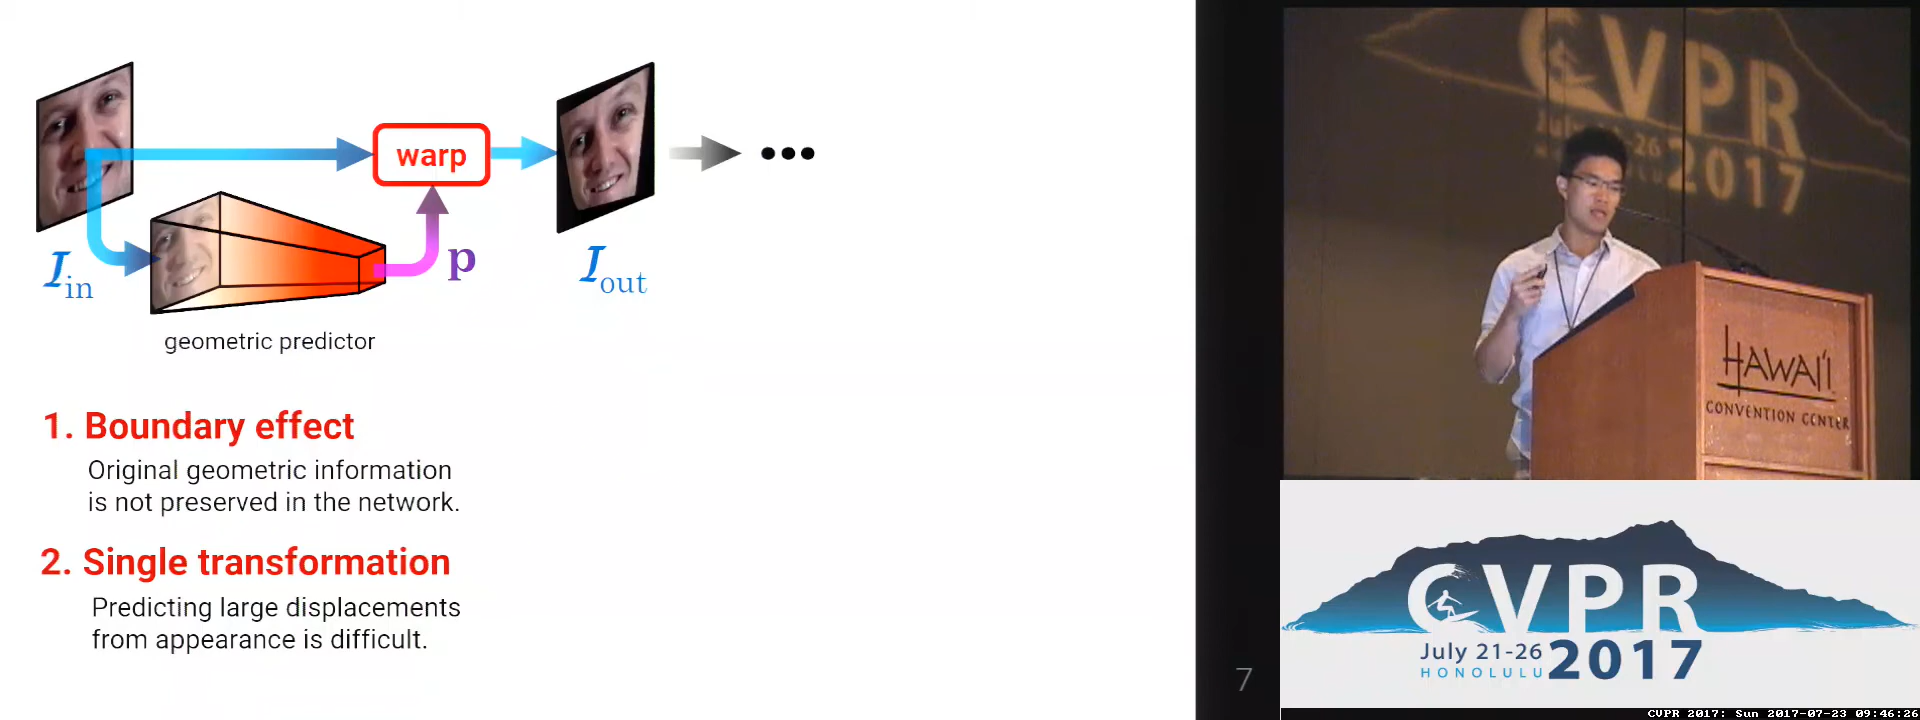 warp
𝓘in
p
𝓘out
geometric predictor
1. Boundary effect
Original geometric information
is not preserved in the network.
2. Single transformation
Predicting large displacements
from appearance is difficult.
7
CVPR
2017
HAWAI'I
CONVENTION CENTER
CVPR
July 21-26
HONOLULU
2017
CVPR 2017: Sun 2017-07-23 09:46:26